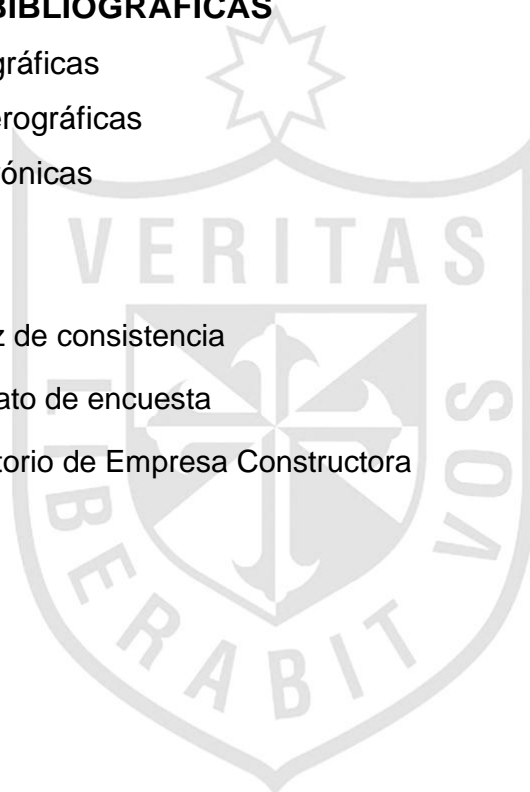 BIBLIOGRÁFICAS
gráficas
erográficas
ónicas
z de consistencia
ato de encuesta
torio de Empresa Constructora
VERITAS
LIBERABIT
VOS